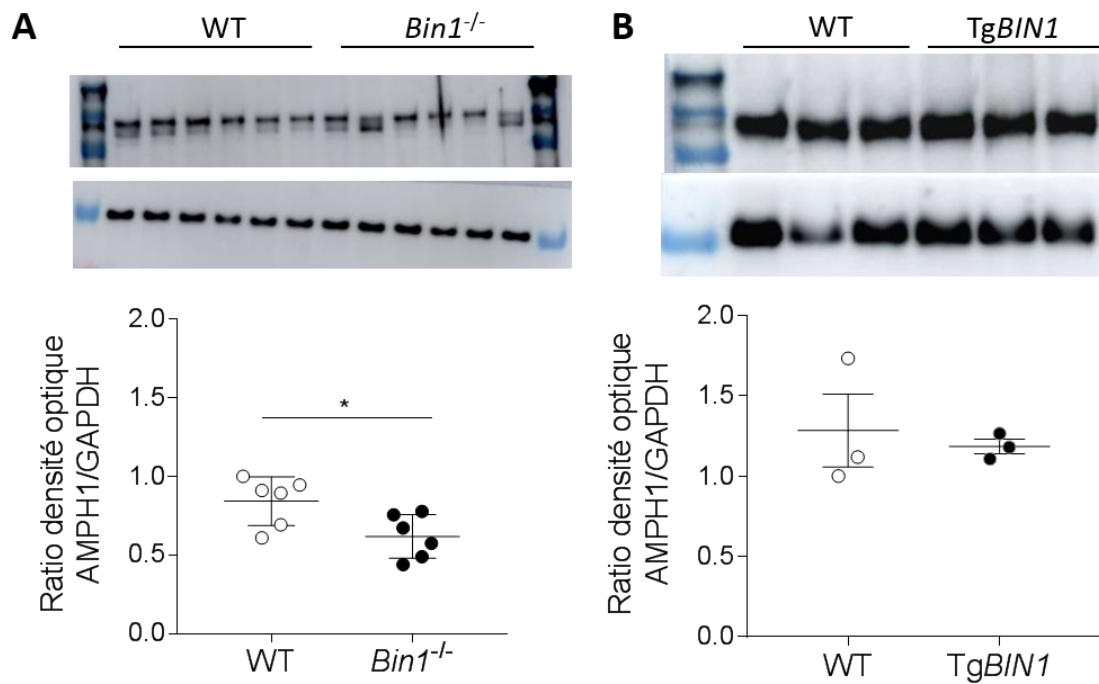 A
WT
Bin1-/-
2.0
1.5
1.0
0.5
0.0
Ratio densité optique
AMPH1/GAPDH
*
WT
Bin1-/-
B
WT
TgBIN1
2.0
1.5
1.0
0.5
0.0
Ratio densité optique
AMPH1/GAPDH
WT
TgBIN1